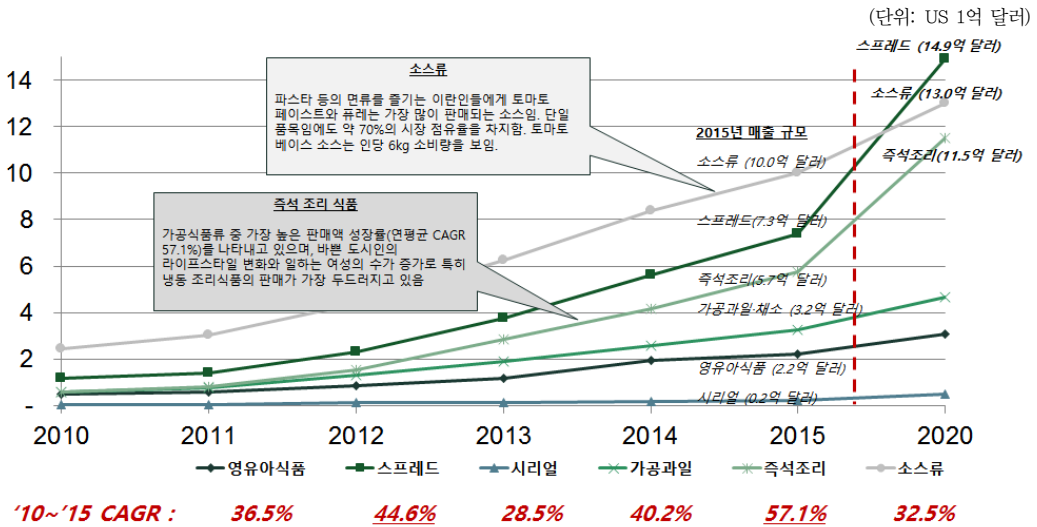 (단위: US 1억 달러)
스프레드 (14.9억 달러)
14
소스류
파스타 등의 면류를 즐기는 이란인들에게 토마토
페이스트와 퓨레는 가장 많이 판매되는 소스임. 단일
품목임에도 약 70%의 시장 점유율을 차지함. 토마토
베이스 소스는 인당 6kg 소비량을 보임.
소스류 (13.0억 달러)
12
2015년 매출 규모
소스류 (10.0억 달러)
즉석조리(11.5억 달러)
10
즉석 조리 식품
가공식품류 중 가장 높은 판매액 성장률(연평균 CAGR
57.1%)를 나타내고 있으며, 바쁜 도시인의
라이프스타일 변화와 일하는 여성의 수가 증가로 특히
냉동 조리식품의 판매가 가장 두드러지고 있음
8
스프레드(7.3억 달러)
6
즉석조리(5.7억 달러)
가공과일·채소 (3.2억 달러)
4
2
영유아식품 (2.2억 달러)
시리얼 (0.2억 달러)
-
2010 2011 2012 2013 2014 2015 2020
영유아식품 스프레드 시리얼 가공과일 즉석조리 소스류
‘10~’15 CAGR : 36.5% 44.6% 28.5% 40.2% 57.1% 32.5%